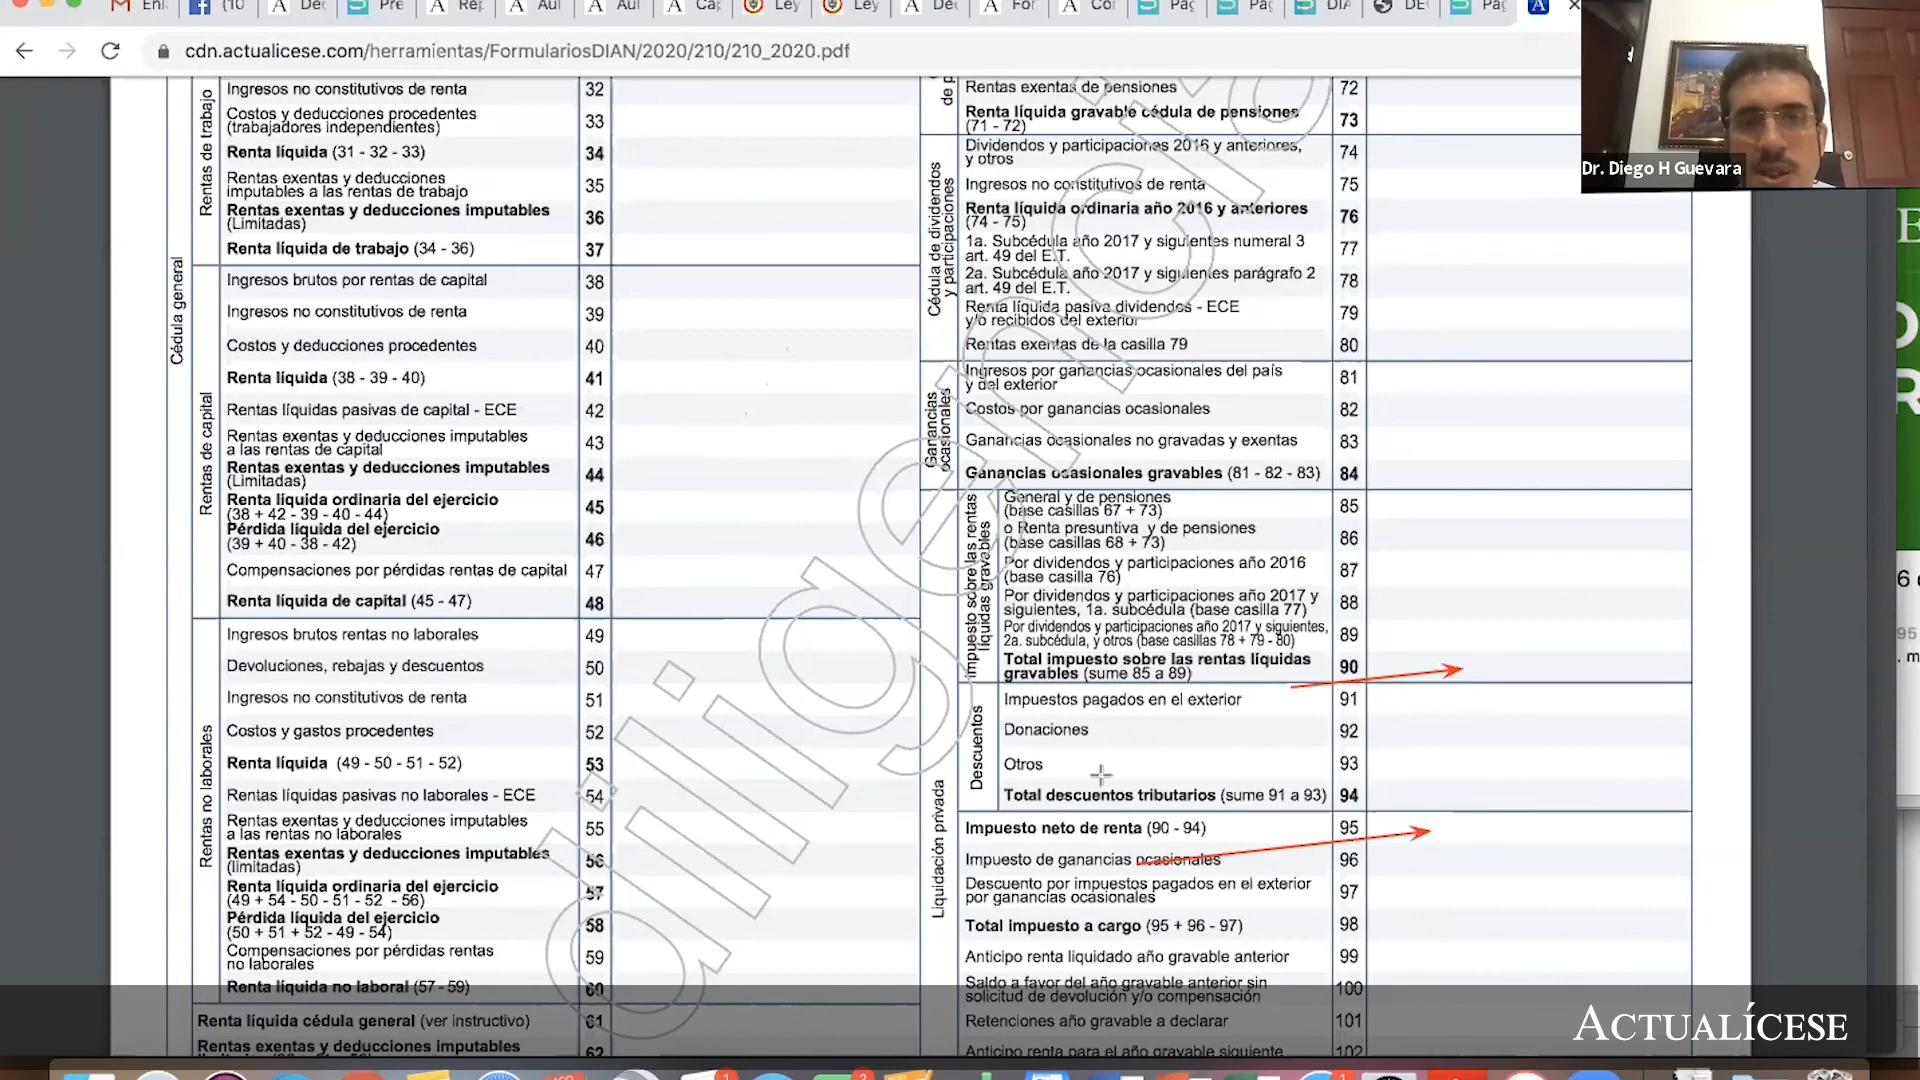 cdn.actualicese.com/herramientas/FormulariosDIAN/2020/210/210_2020.pdf
Dr. Diego H Guevara
Cédula general
Rentas de trabajo
Ingresos no constitutivos de renta 32
Costos y deducciones procedentes
(trabajadores independientes) 33
Renta líquida (31 - 32 - 33) 34
Rentas exentas y deducciones
imputables a las rentas de trabajo 35
Rentas exentas y deducciones imputables
(Limitadas) 36
Renta líquida de trabajo (34 - 36) 37
Rentas de capital
Ingresos brutos por rentas de capital 38
Ingresos no constitutivos de renta 39
Costos y deducciones procedentes 40
Renta líquida (38 - 39 - 40) 41
Rentas líquidas pasivas de capital - ECE 42
Rentas exentas y deducciones imputables
a las rentas de capital 43
Rentas exentas y deducciones imputables
(Limitadas) 44
Renta líquida ordinaria del ejercicio
(38 + 42 - 39 - 40 - 44) 45
Pérdida líquida del ejercicio
(39 + 40 - 38 - 42) 46
Compensaciones por pérdidas rentas de capital 47
Renta líquida de capital (45 - 47) 48
Rentas no laborales
Ingresos brutos rentas no laborales 49
Devoluciones, rebajas y descuentos 50
Ingresos no constitutivos de renta 51
Costos y gastos procedentes 52
Renta líquida (49 - 50 - 51 - 52) 53
Rentas líquidas pasivas no laborales - ECE 54
Rentas exentas y deducciones imputables
a las rentas no laborales 55
Rentas exentas y deducciones imputables
(limitadas) 56
Renta líquida ordinaria del ejercicio
(49 + 54 - 50 - 51 - 52 - 56) 57
Pérdida líquida del ejercicio
(50 + 51 + 52 - 49 - 54) 58
Compensaciones por pérdidas rentas
no laborales 59
Renta líquida no laboral (57 - 59) 60
Renta líquida cédula general (ver instructivo) 61
Rentas exentas y deducciones imputables
62
de p
Rentas exentas de pensiones 72
Renta líquida gravable cédula de pensiones
(71 - 72) 73
Cédula de dividendos
y participaciones
Dividendos y participaciones 2016 y anteriores,
y otros 74
Ingresos no constitutivos de renta 75
Renta líquida ordinaria año 2016 y anteriores
(74 - 75) 76
1a. Subcédula año 2017 y siguientes numeral 3
art. 49 del E.T. 77
2a. Subcédula año 2017 y siguientes parágrafo 2
art. 49 del E.T. 78
Renta líquida pasiva dividendos - ECE
y/o recibidos del exterior 79
Rentas exentas de la casilla 79 80
Ganancias
ocasionales
Ingresos por ganancias ocasionales del país
y del exterior 81
Costos por ganancias ocasionales 82
Ganancias ocasionales no gravadas y exentas 83
Ganancias ocasionales gravables (81 - 82 - 83) 84
Liquidación privada
Impuesto sobre las rentas
líquidas gravables
General y de pensiones
(base casillas 67 + 73) 85
o Renta presuntiva y de pensiones
(base casillas 68 + 73) 86
Por dividendos y participaciones año 2016
(base casilla 76) 87
Por dividendos y participaciones año 2017 y
siguientes, 1a. subcédula (base casilla 77) 88
Por dividendos y participaciones año 2017 y siguientes,
2a. subcédula, y otros (base casillas 78 + 79 - 80) 89
Total impuesto sobre las rentas líquidas
gravables (sume 85 a 89) 90
Descuentos
Impuestos pagados en el exterior 91
Donaciones 92
Otros 93
Total descuentos tributarios (sume 91 a 93) 94
Impuesto neto de renta (90 - 94) 95
Impuesto de ganancias ocasionales 96
Descuento por impuestos pagados en el exterior
por ganancias ocasionales 97
Total impuesto a cargo (95 + 96 - 97) 98
Anticipo renta liquidado año gravable anterior 99
Saldo a favor del año gravable anterior sin
solicitud de devolución y/o compensación 100
Retenciones año gravable a declarar 101
Anticipo renta para el año gravable siguiente 102
diligencia
ACTUALÍCESE